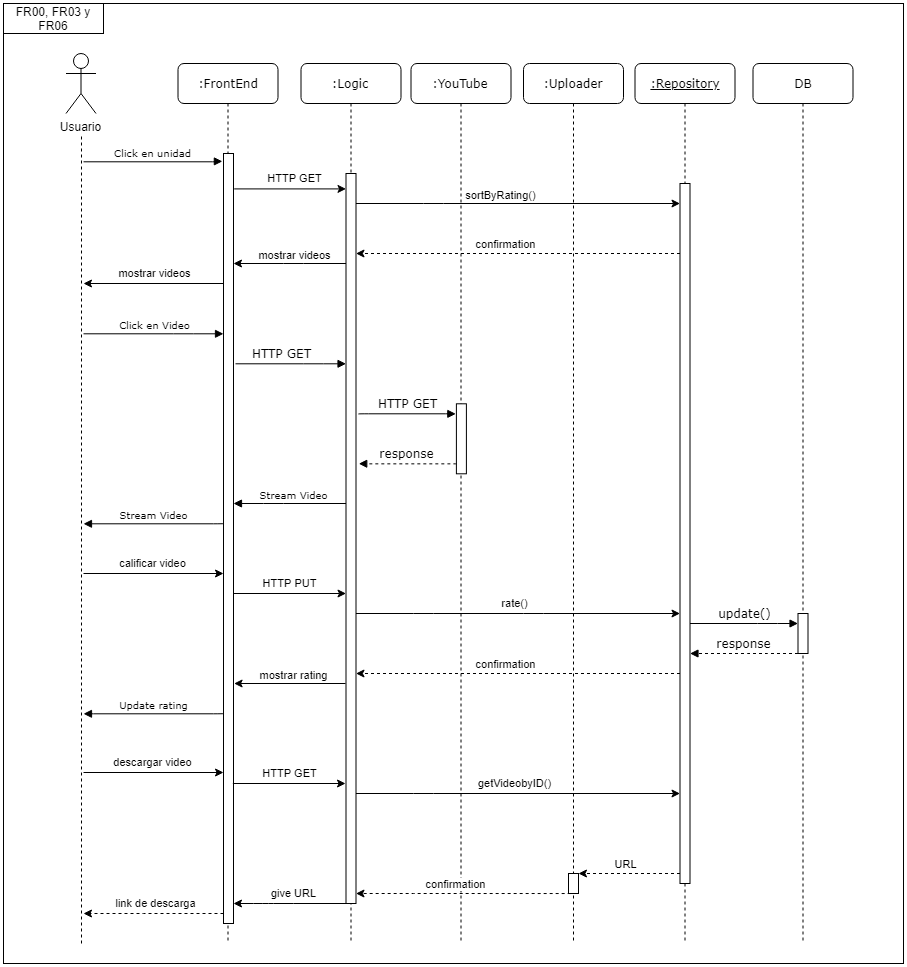 FR00, FR03 y
FR06
Usuario
:FrontEnd
:Logic
:YouTube
:Uploader
:Repository
DB
Click en unidad
HTTP GET
sortByRating()
confirmation
mostrar videos
mostrar videos
Click en Video
HTTP GET
HTTP GET
response
Stream Video
Stream Video
calificar video
HTTP PUT
rate()
update()
response
confirmation
mostrar rating
Update rating
descargar video
HTTP GET
getVideobyID()
URL
confirmation
give URL
link de descarga